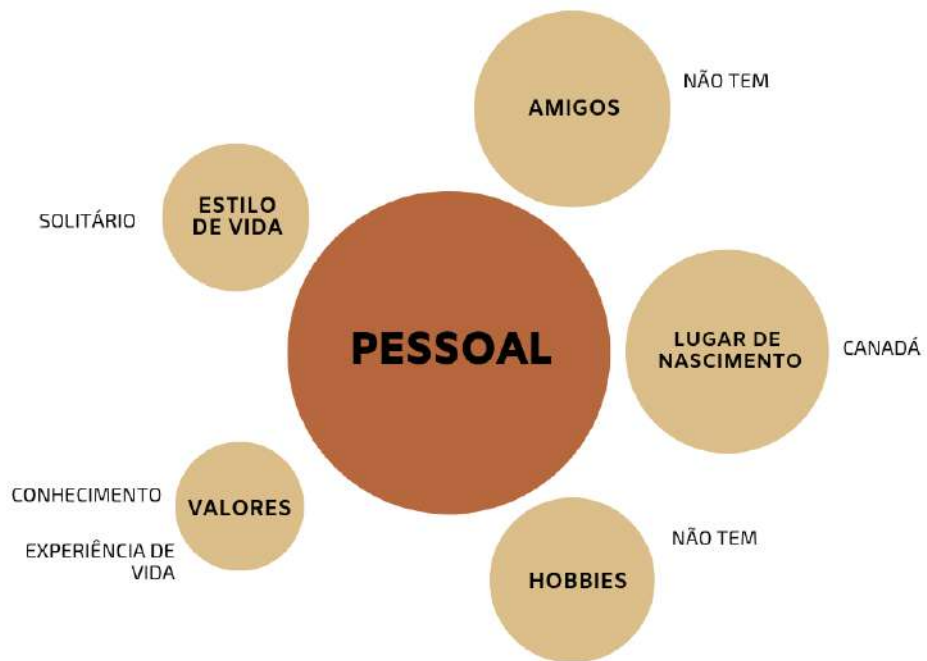 AMIGOS
NÃO TEM
ESTILO
DE VIDA
SOLITÁRIO
PESSOAL
LUGAR DE
NASCIMENTO
CANADÁ
VALORES
CONHECIMENTO
EXPERIÊNCIA DE
VIDA
HOBBIES
NÃO TEM